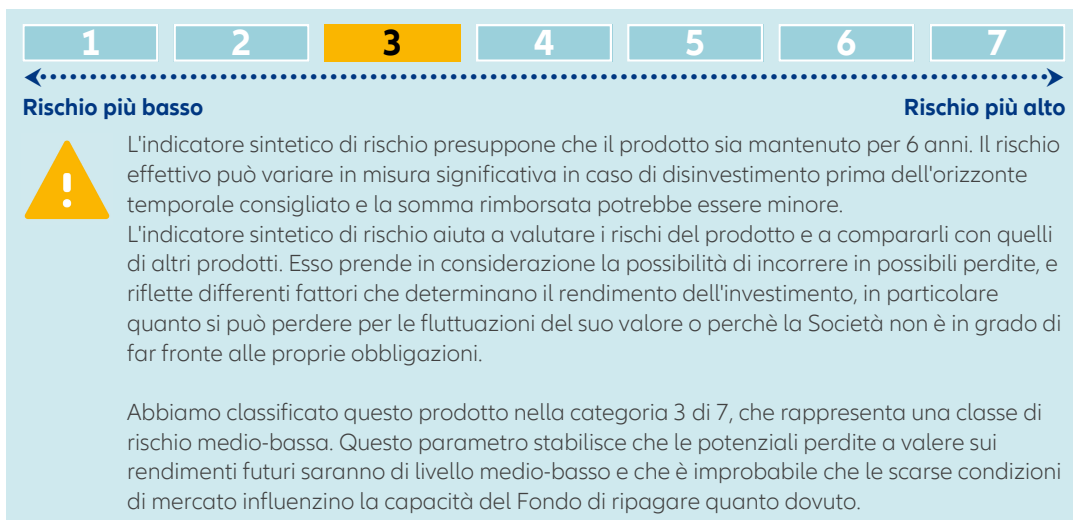 1 2 3 4 5 6 7
Rischio più basso Rischio più alto
L'indicatore sintetico di rischio presuppone che il prodotto sia mantenuto per 6 anni. Il rischio
effettivo può variare in misura significativa in caso di disinvestimento prima dell'orizzonte
temporale consigliato e la somma rimborsata potrebbe essere minore.
L'indicatore sintetico di rischio aiuta a valutare i rischi del prodotto e a compararli con quelli
di altri prodotti. Esso prende in considerazione la possibilità di incorrere in possibili perdite, e
riflette differenti fattori che determinano il rendimento dell'investimento, in particolare
quanto si può perdere per le fluttuazioni del suo valore o perchè la Società non è in grado di
far fronte alle proprie obbligazioni.
Abbiamo classificato questo prodotto nella categoria 3 di 7, che rappresenta una classe di
rischio medio-bassa. Questo parametro stabilisce che le potenziali perdite a valere sui
rendimenti futuri saranno di livello medio-basso e che è improbabile che le scarse condizioni
di mercato influenzino la capacità del Fondo di ripagare quanto dovuto.